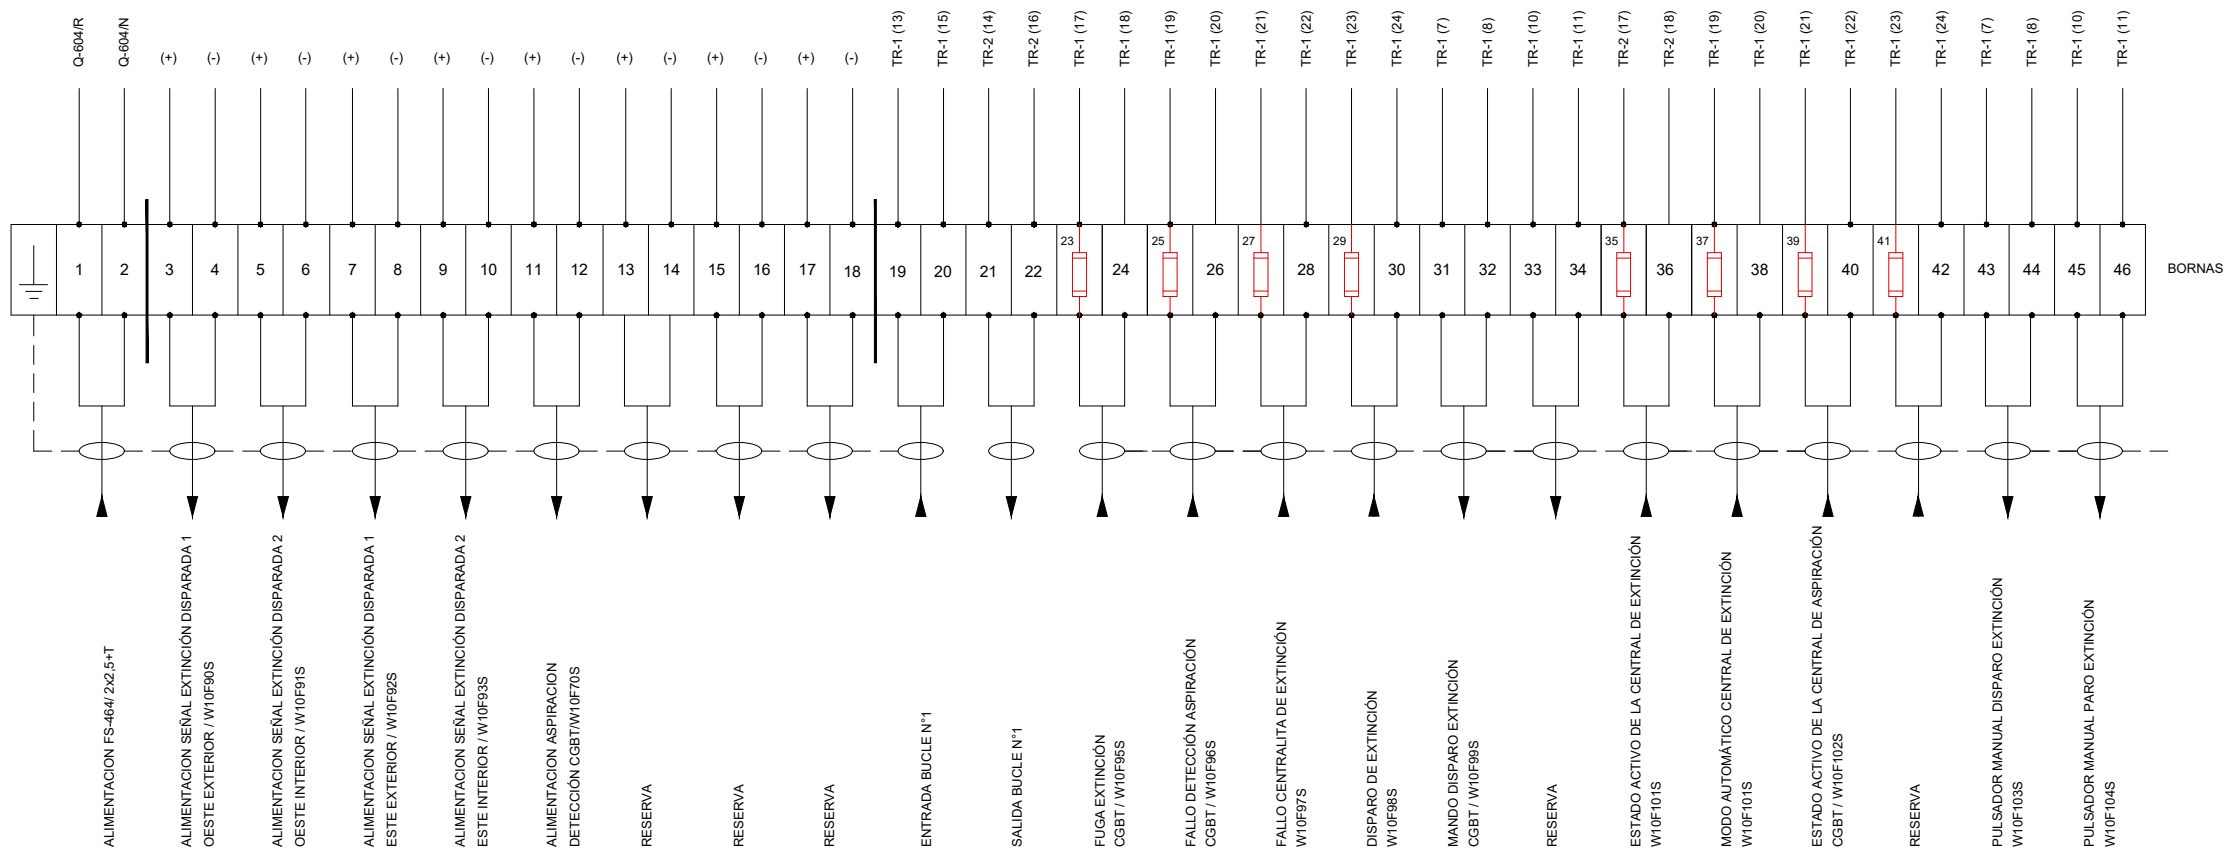 Q-604/R
Q-604/N
(+)
(-)
(+)
(-)
(+)
(-)
(+)
(-)
(+)
(-)
(+)
(-)
(+)
(-)
(+)
(-)
TR-1 (13)
TR-1 (15)
TR-2 (14)
TR-2 (16)
TR-1 (17)
TR-1 (18)
TR-1 (19)
TR-1 (20)
TR-1 (21)
TR-1 (22)
TR-1 (23)
TR-1 (24)
TR-1 (7)
TR-1 (8)
TR-1 (10)
TR-1 (11)
TR-2 (17)
TR-2 (18)
TR-1 (19)
TR-1 (20)
TR-1 (21)
TR-1 (22)
TR-1 (23)
TR-1 (24)
TR-1 (7)
TR-1 (8)
TR-1 (10)
TR-1 (11)
1
2
3
4
5
6
7
8
9
10
11
12
13
14
15
16
17
18
19
20
21
22
23
24
25
26
27
28
29
30
31
32
33
34
35
36
37
38
39
40
41
42
43
44
45
46
BORNAS
ALIMENTACION FS-464/ 2x2,5+T
ALIMENTACION SEÑAL EXTINCIÓN DISPARADA 1
OESTE EXTERIOR / W10F90S
ALIMENTACION SEÑAL EXTINCIÓN DISPARADA 2
OESTE INTERIOR / W10F91S
ALIMENTACION SEÑAL EXTINCIÓN DISPARADA 1
ESTE EXTERIOR / W10F92S
ALIMENTACION SEÑAL EXTINCIÓN DISPARADA 2
ESTE INTERIOR / W10F93S
ALIMENTACION ASPIRACION
DETECCIÓN CGBT/W10F70S
RESERVA
RESERVA
RESERVA
ENTRADA BUCLE N°1
SALIDA BUCLE N°1
FUGA EXTINCIÓN
CGBT / W10F95S
FALLO DETECCIÓN ASPIRACIÓN
CGBT / W10F96S
FALLO CENTRALITA DE EXTINCIÓN
W10F97S
DISPARO DE EXTINCIÓN
W10F98S
MANDO DISPARO EXTINCIÓN
CGBT / W10F99S
RESERVA
ESTADO ACTIVO DE LA CENTRAL DE EXTINCIÓN
W10F101S
MODO AUTOMÁTICO CENTRAL DE EXTINCIÓN
W10F101S
ESTADO ACTIVO DE LA CENTRAL DE ASPIRACIÓN
CGBT / W10F102S
RESERVA
PULSADOR MANUAL DISPARO EXTINCIÓN
W10F103S
PULSADOR MANUAL PARO EXTINCIÓN
W10F104S